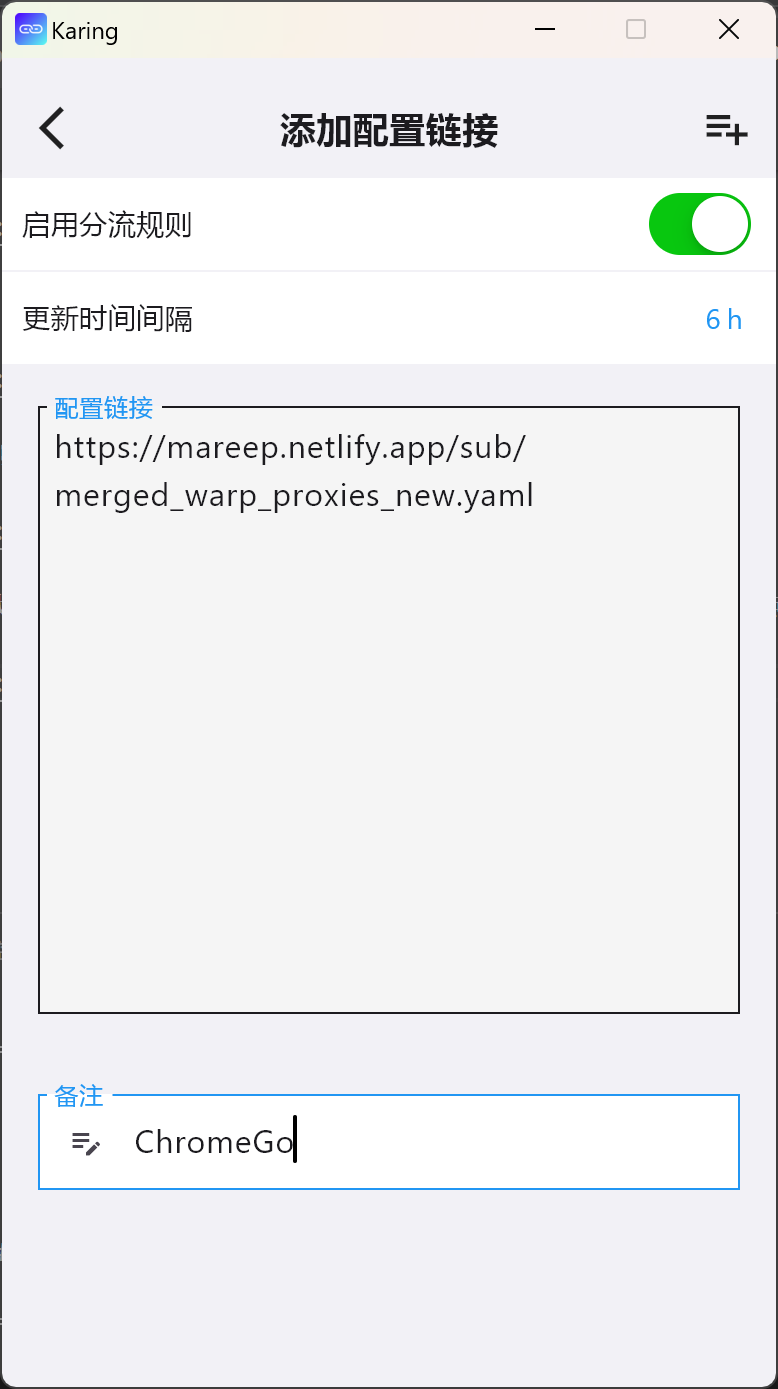 Karing
添加配置链接
启用分流规则
更新时间间隔
6 h
配置链接
https://mareep.netlify.app/sub/
merged_warp_proxies_new.yaml
备注
ChromeGo